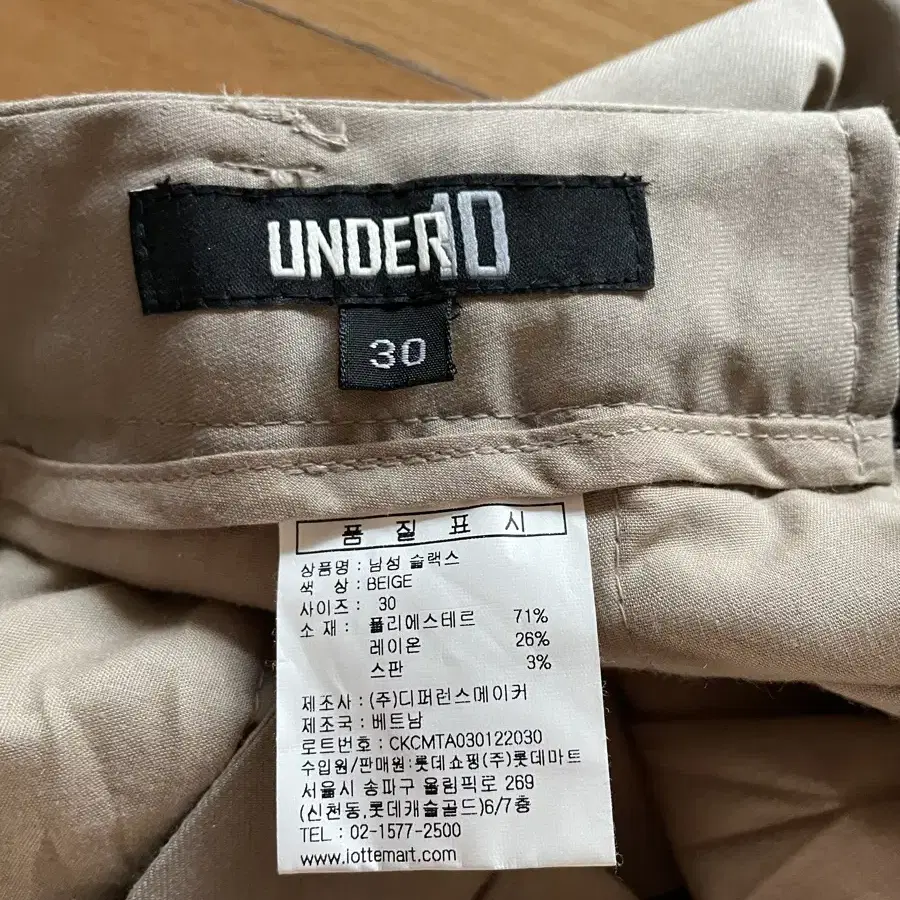 UNDER10
30
품 질 표 시
상품명 : 남성 슬랙스
색 상 : BEIGE
사이즈 : 30
소 재 : 폴리에스테르 71%
레이온 26%
스판 3%
제조사 : (주)디퍼런스메이커
제조국 : 베트남
로트번호 : CKCMTA030122030
수입원/판매원:롯데쇼핑(주)롯데마트
서울시 송파구 올림픽로 269
(신천동,롯데캐슬골드)6/7층
TEL : 02-1577-2500
www.iottemart.com